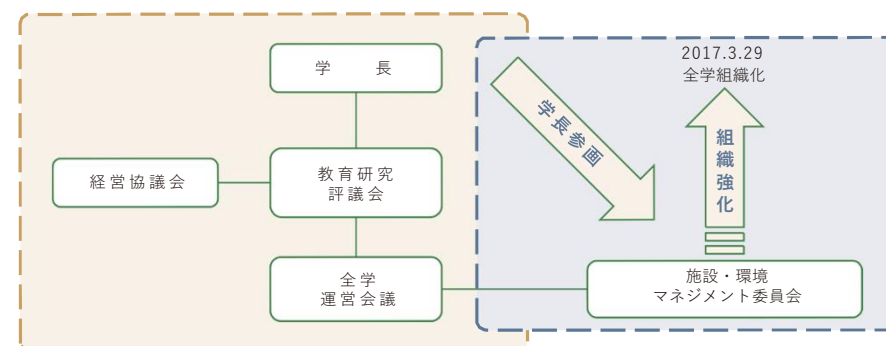 学長
2017.3.29
全学組織化
学長参画
組織強化
経営協議会
教育研究
評議会
全学
運営会議
施設・環境
マネジメント委員会